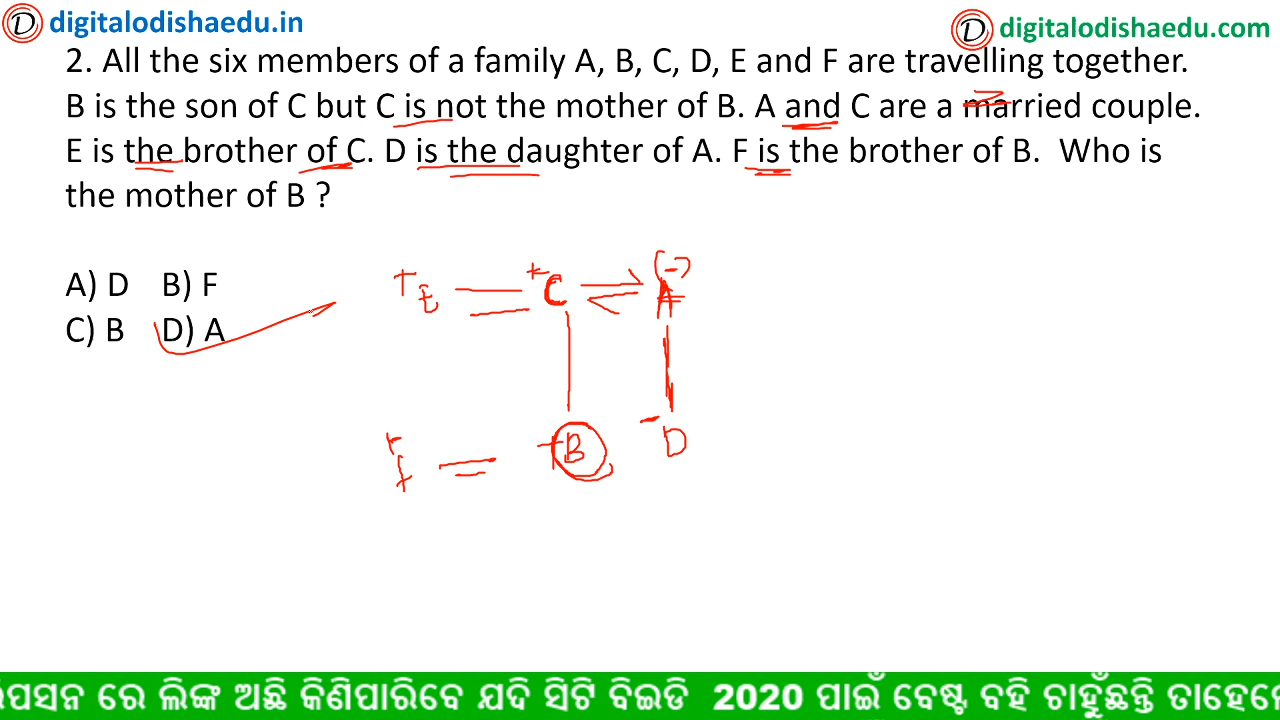 D digitalodishaedu.in
D digitalodishaedu.com
2. All the six members of a family A, B, C, D, E and F are travelling together.
B is the son of C but C is not the mother of B. A and C are a married couple.
E is the brother of C. D is the daughter of A. F is the brother of B. Who is
the mother of B ?
A) D B) F
C) B D) A
+ E + C (-) A
+ f + B - D
ିପସନ ରେ ଲିଙ୍କ ଅଛି କିଣିପାରିବେ ଯଦି ସିଟି ବିଇଡି 2020 ପାଇଁ ବେଷ୍ଟ ବହି ଚାହୁଁଛନ୍ତି ତାହେଲେ